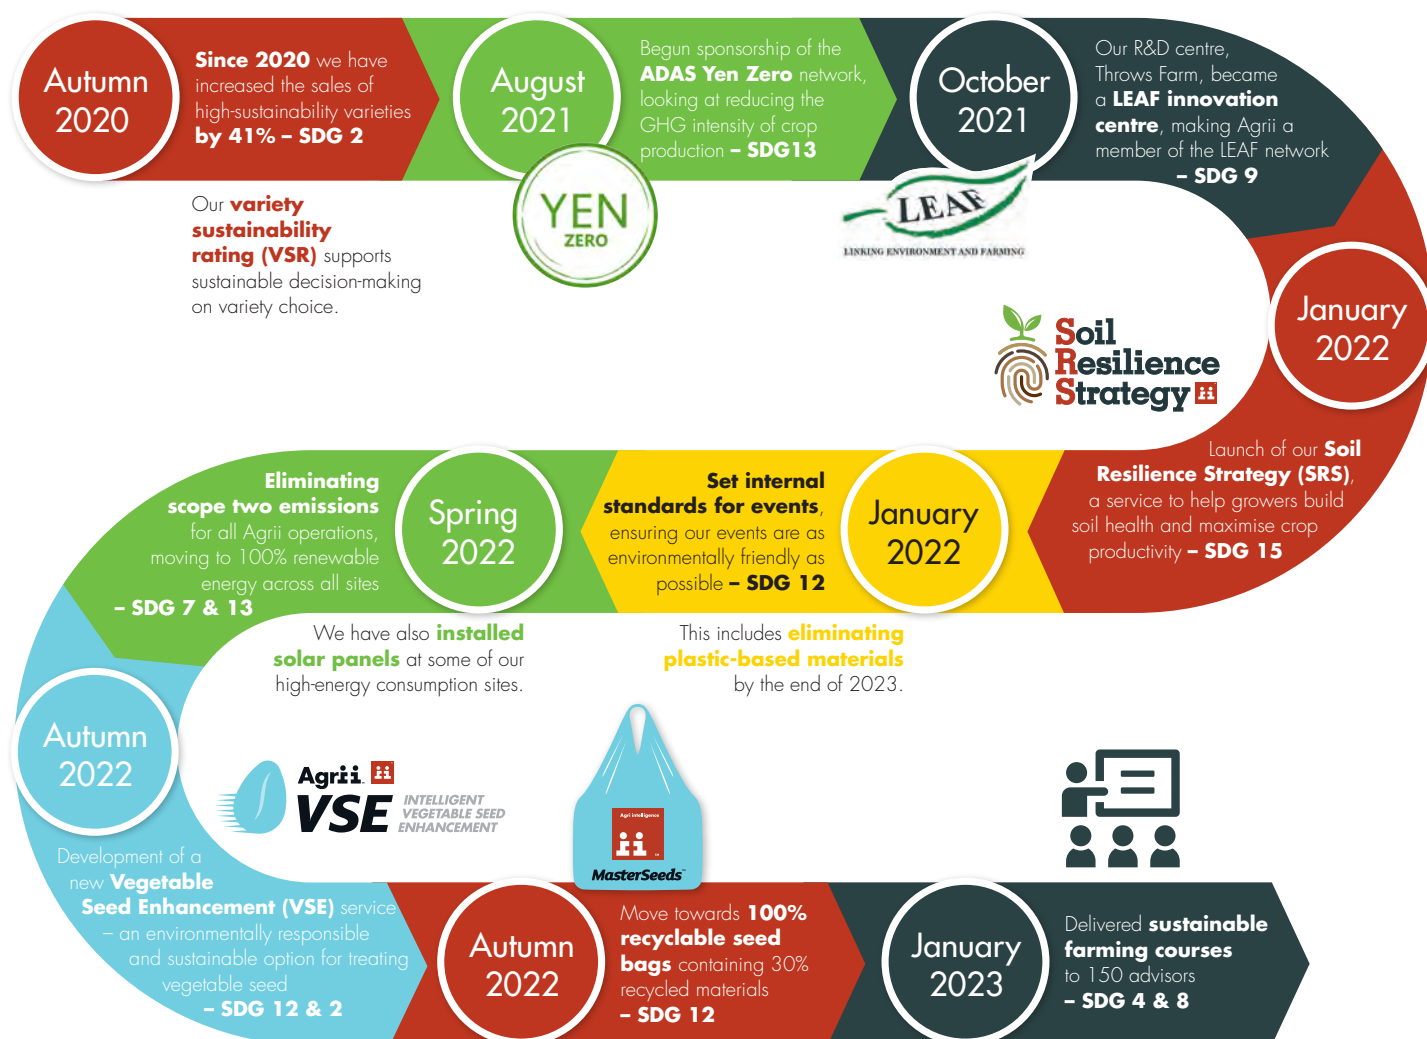 Autumn
2020
Since 2020 we have
increased the sales of
high-sustainability varieties
by 41% – SDG 2
Our variety
sustainability
rating (VSR) supports
sustainable decision-making
on variety choice.
August
2021
Begun sponsorship of the
ADAS Yen Zero network,
looking at reducing the
GHG intensity of crop
production – SDG13
YEN
ZERO
October
2021
Our R&D centre,
Throws Farm, became
a LEAF innovation
centre, making Agrii a
member of the LEAF network
– SDG 9
LEAF
LINKING ENVIRONMENT AND FARMING
January
2022
Soil
Resilience
Strategy
Launch of our Soil
Resilience Strategy (SRS),
a service to help growers build
soil health and maximise crop
productivity – SDG 15
January
2022
Set internal
standards for events,
ensuring our events are as
environmentally friendly as
possible – SDG 12
This includes eliminating
plastic-based materials
by the end of 2023.
Spring
2022
Eliminating
scope two emissions
for all Agrii operations,
moving to 100% renewable
energy across all sites
– SDG 7 & 13
We have also installed
solar panels at some of our
high-energy consumption sites.
Autumn
2022
Agrii
VSE INTELLIGENT
VEGETABLE SEED
ENHANCEMENT
Development of a
new Vegetable
Seed Enhancement (VSE) service
– an environmentally responsible
and sustainable option for treating
vegetable seed
– SDG 12 & 2
Agrii intelligence
ii
MasterSeeds™
Autumn
2022
Move towards 100%
recyclable seed
bags containing 30%
recycled materials
– SDG 12
January
2023
Delivered sustainable
farming courses
to 150 advisors
– SDG 4 & 8